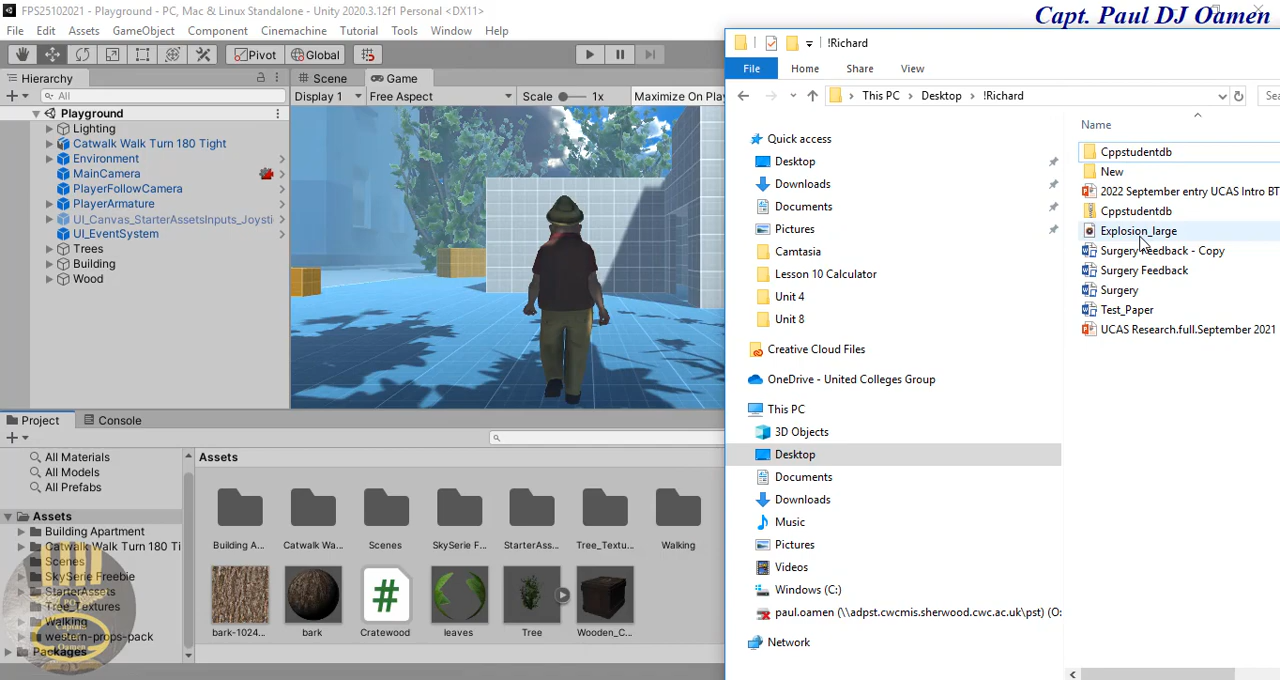 FPS25102021 - Playground - PC, Mac & Linux Standalone - Unity 2020.3.12f1 Personal <DX11>
Capt. Paul DJ Oamen
File Edit Assets GameObject Component Cinemachine Tutorial Tools Window Help
Pivot Global
Hierarchy
All
Playground
Lighting
Catwalk Walk Turn 180 Tight
Environment
MainCamera
PlayerFollowCamera
PlayerArmature
UI_Canvas_StarterAssetsInputs_Joysti
UI_EventSystem
Trees
Building
Wood
Scene Game
Display 1 Free Aspect Scale 1x Maximize On Play
Project Console
All Materials
All Models
All Prefabs
Assets
Building Apartment
Catwalk Walk Turn 180 Ti
Scenes
SkySerie Freebie
StarterAssets
Tree_Textures
Walking
western-props-pack
Packages
Assets
Building A... Catwalk Wa... Scenes SkySerie F... StarterAss... Tree_Textu... Walking
bark-1024... bark Cratewood leaves Tree Wooden_C...
!Richard
File Home Share View
This PC Desktop !Richard Sea
Quick access
Desktop
Downloads
Documents
Pictures
Camtasia
Lesson 10 Calculator
Unit 4
Unit 8
Creative Cloud Files
OneDrive - United Colleges Group
This PC
3D Objects
Desktop
Documents
Downloads
Music
Pictures
Videos
Windows (C:)
paul.oamen (\\adpst.cwcmis.sherwood.cwc.ac.uk\pst) (O:
Network
Name
Cppstudentdb
New
2022 September entry UCAS Intro BT
Cppstudentdb
Explosion_large
Surgery Feedback - Copy
Surgery Feedback
Surgery
Test_Paper
UCAS Research.full.September 2021